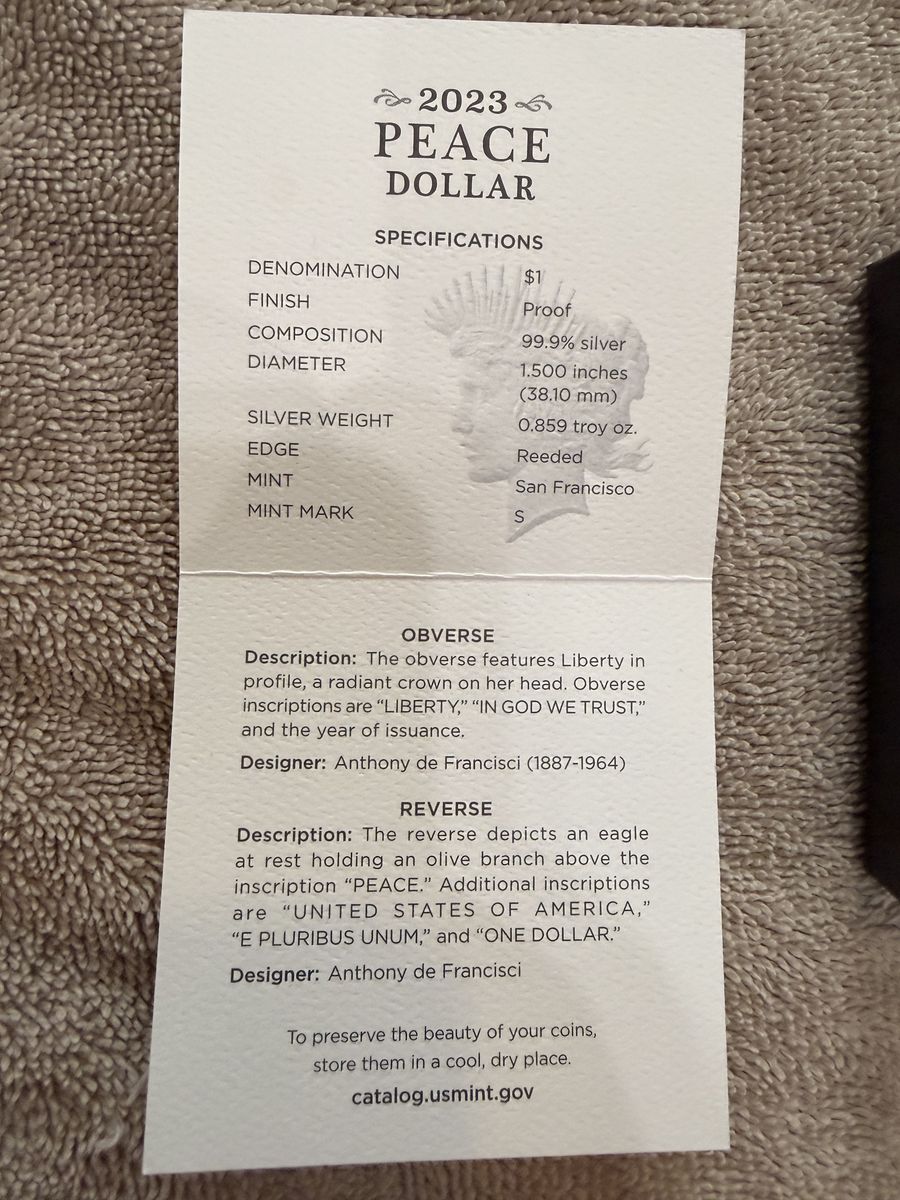 2023
PEACE
DOLLAR
SPECIFICATIONS
DENOMINATION $1
FINISH Proof
COMPOSITION 99.9% silver
DIAMETER 1.500 inches
(38.10 mm)
SILVER WEIGHT 0.859 troy oz.
EDGE Reeded
MINT San Francisco
MINT MARK S
OBVERSE
Description: The obverse features Liberty in
profile, a radiant crown on her head. Obverse
inscriptions are “LIBERTY,” “IN GOD WE TRUST,”
and the year of issuance.
Designer: Anthony de Francisci (1887-1964)
REVERSE
Description: The reverse depicts an eagle
at rest holding an olive branch above the
inscription “PEACE.” Additional inscriptions
are “UNITED STATES OF AMERICA,”
“E PLURIBUS UNUM,” and “ONE DOLLAR.”
Designer: Anthony de Francisci
To preserve the beauty of your coins,
store them in a cool, dry place.
catalog.usmint.gov